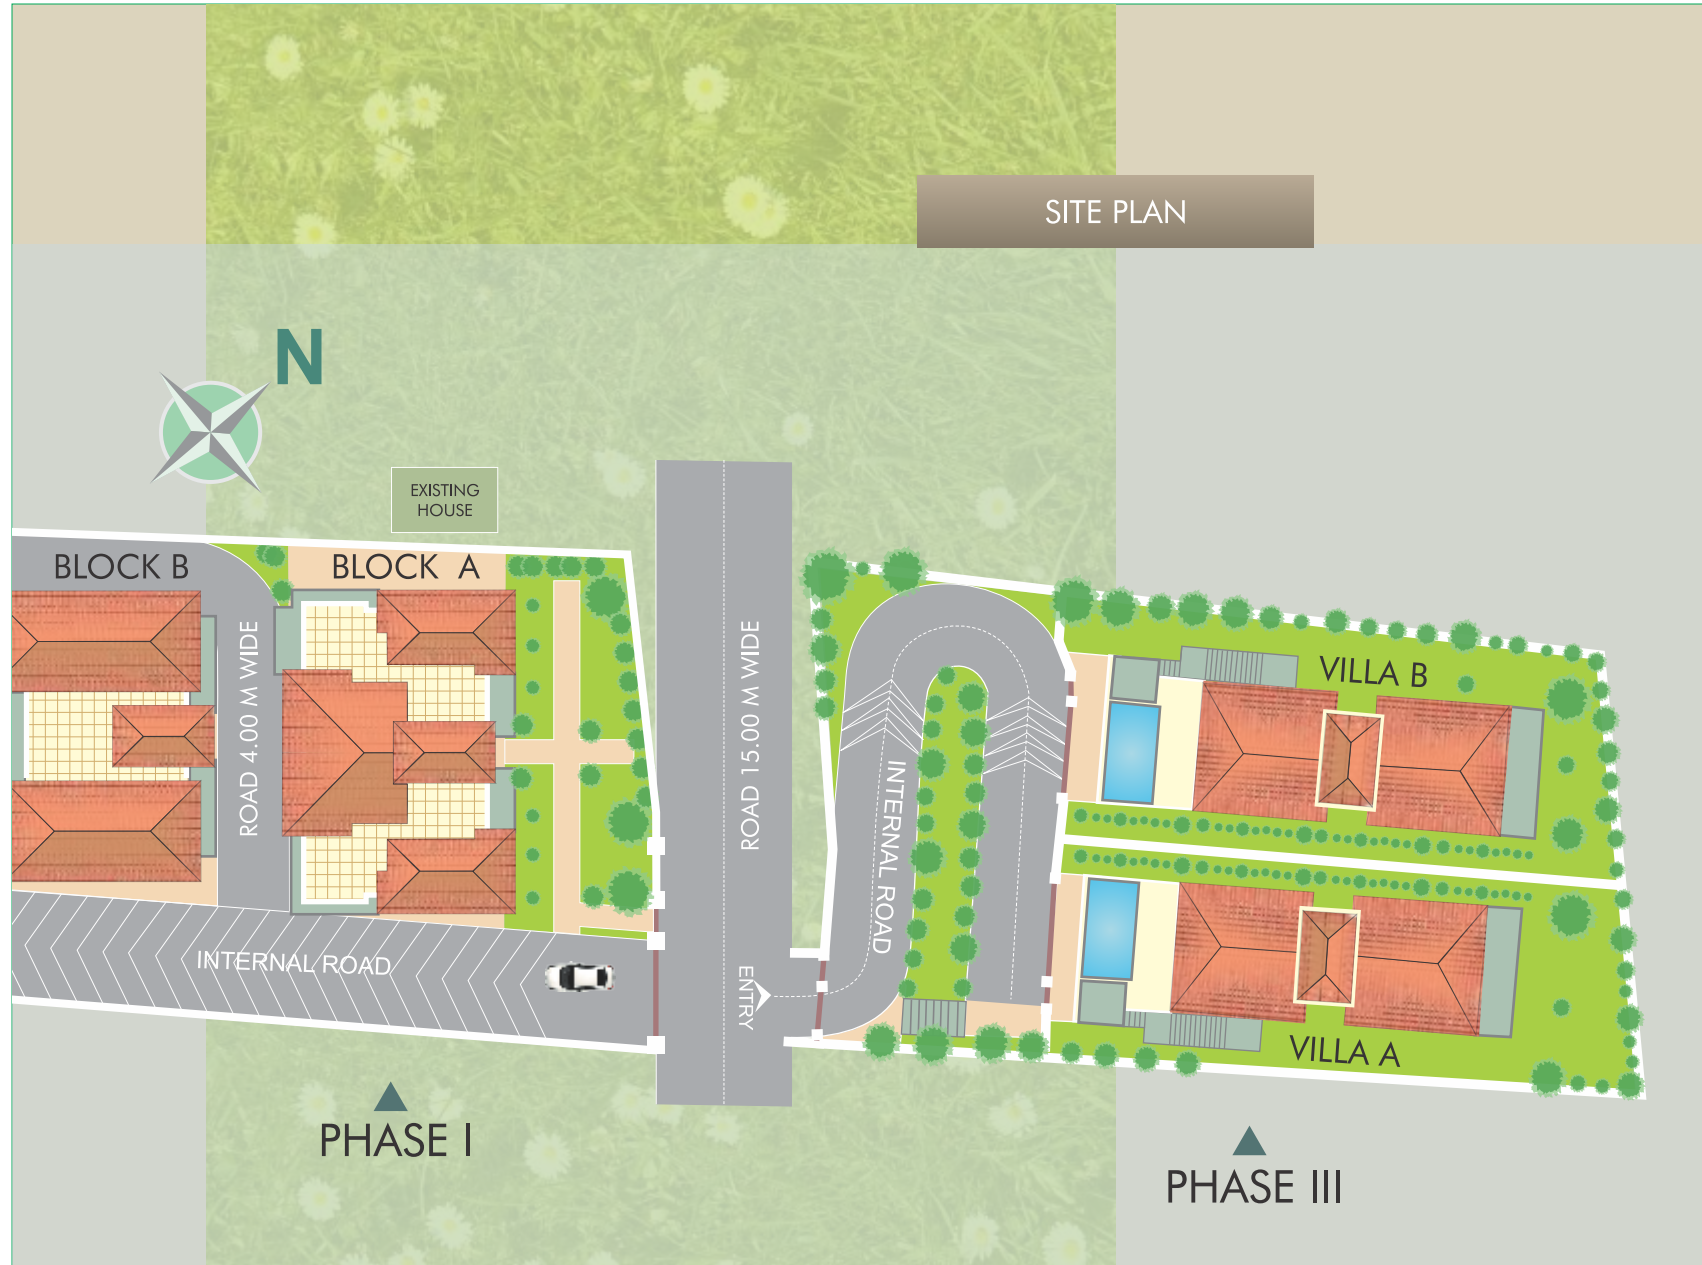 SITE PLAN
N
EXISTING
HOUSE
BLOCK B
BLOCK A
ROAD 4.00 M WIDE
ROAD 15.00 M WIDE
VILLA B
INTERNAL ROAD
INTERNAL ROAD
ENTRY
VILLA A
PHASE I
PHASE III